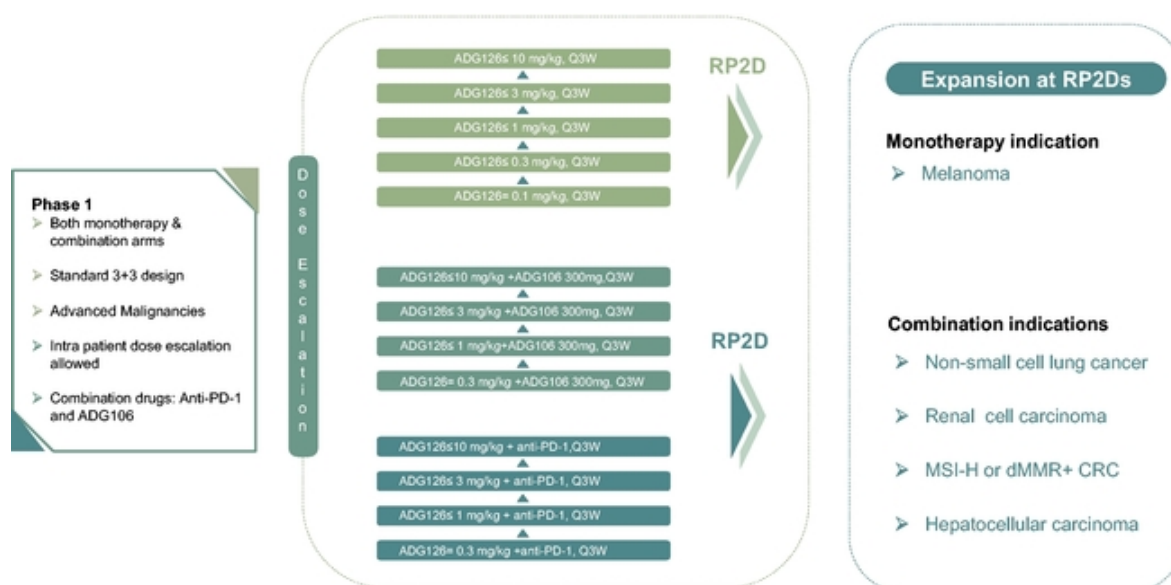 Phase 1
Both monotherapy &
combination arms
Standard 3+3 design
Advanced Malignancies
Intra patient dose escalation
allowed
Combination drugs: Anti-PD-1
and ADG106
Dose Escalation
ADG126≤ 10 mg/kg, Q3W
ADG126≤ 3 mg/kg, Q3W
ADG126≤ 1 mg/kg, Q3W
ADG126≤ 0.3 mg/kg, Q3W
ADG126= 0.1 mg/kg, Q3W
RP2D
ADG126≤10 mg/kg +ADG106 300mg,Q3W
ADG126≤ 3 mg/kg +ADG106 300mg, Q3W
ADG126≤ 1 mg/kg+ADG106 300mg, Q3W
ADG126= 0.3 mg/kg +ADG106 300mg, Q3W
RP2D
ADG126≤10 mg/kg + anti-PD-1,Q3W
ADG126≤ 3 mg/kg + anti-PD-1, Q3W
ADG126≤ 1 mg/kg + anti-PD-1, Q3W
ADG126= 0.3 mg/kg +anti-PD-1, Q3W
Expansion at RP2Ds
Monotherapy indication
Melanoma
Combination indications
Non-small cell lung cancer
Renal cell carcinoma
MSI-H or dMMR+ CRC
Hepatocellular carcinoma